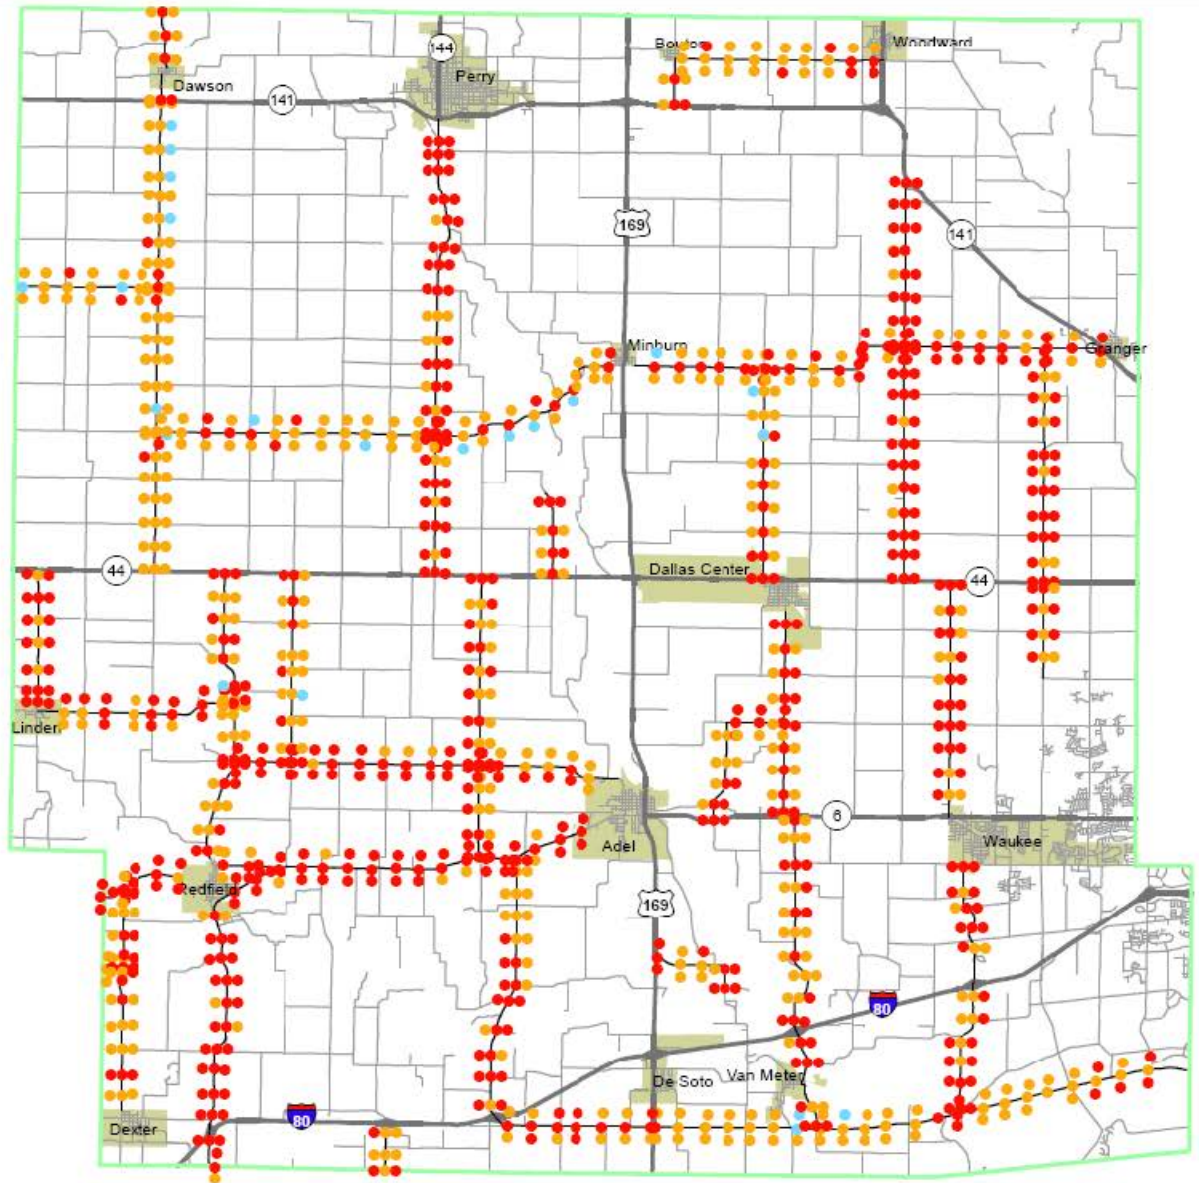 Bouton
Woodward
144
Perry
Dawson
141
169
141
Minburn
Granger
44
Dallas Center
44
Linden
6
Adel
Waukee
Redfield
169
80
De Soto
Van Meter
80
Dexter